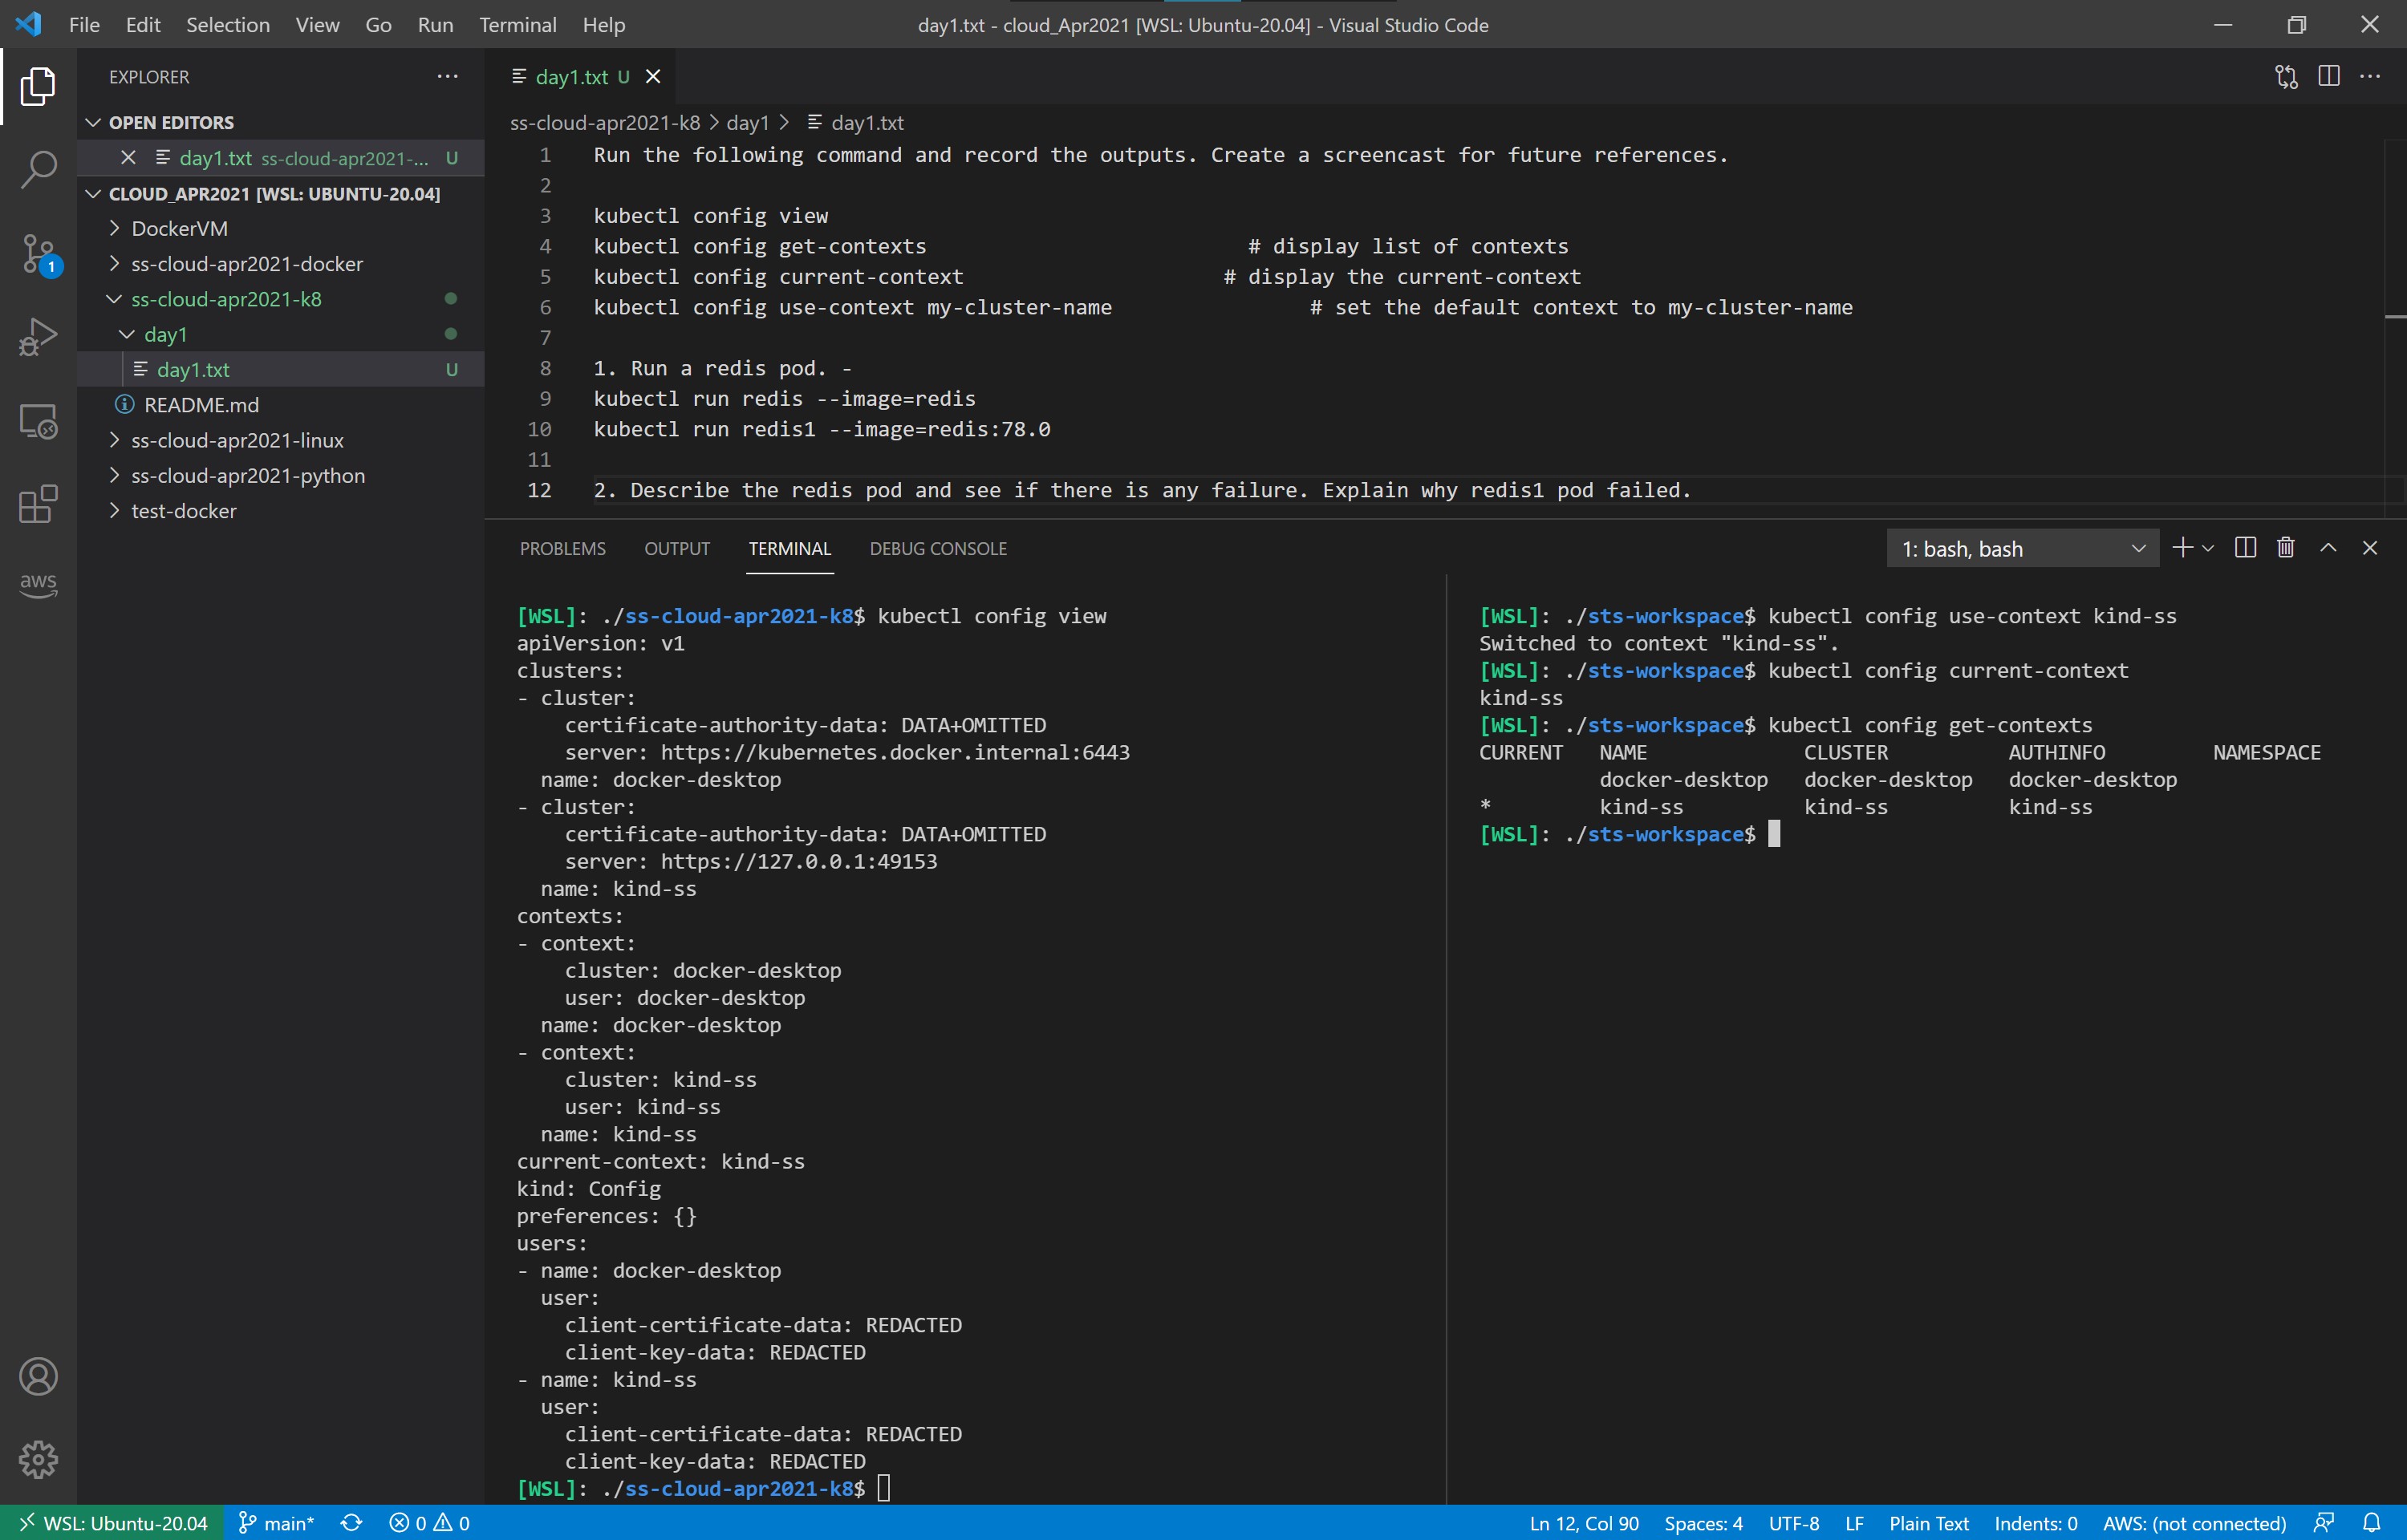 File Edit Selection View Go Run Terminal Help
day1.txt - cloud_Apr2021 [WSL: Ubuntu-20.04] - Visual Studio Code
EXPLORER
OPEN EDITORS
day1.txt ss-cloud-apr2021-... U
CLOUD_APR2021 [WSL: UBUNTU-20.04]
DockerVM
ss-cloud-apr2021-docker
ss-cloud-apr2021-k8
day1
day1.txt U
README.md
ss-cloud-apr2021-linux
ss-cloud-apr2021-python
test-docker
1
aws
day1.txt U
ss-cloud-apr2021-k8 > day1 > day1.txt
1 Run the following command and record the outputs. Create a screencast for future references.
2
3 kubectl config view
4 kubectl config get-contexts # display list of contexts
5 kubectl config current-context # display the current-context
6 kubectl config use-context my-cluster-name # set the default context to my-cluster-name
7
8 1. Run a redis pod. -
9 kubectl run redis --image=redis
10 kubectl run redis1 --image=redis:78.0
11
12 2. Describe the redis pod and see if there is any failure. Explain why redis1 pod failed.
PROBLEMS OUTPUT TERMINAL DEBUG CONSOLE
1: bash, bash
[WSL]: ./ss-cloud-apr2021-k8$ kubectl config view
apiVersion: v1
clusters:
- cluster:
    certificate-authority-data: DATA+OMITTED
    server: https://kubernetes.docker.internal:6443
  name: docker-desktop
- cluster:
    certificate-authority-data: DATA+OMITTED
    server: https://127.0.0.1:49153
  name: kind-ss
contexts:
- context:
    cluster: docker-desktop
    user: docker-desktop
  name: docker-desktop
- context:
    cluster: kind-ss
    user: kind-ss
  name: kind-ss
current-context: kind-ss
kind: Config
preferences: {}
users:
- name: docker-desktop
  user:
    client-certificate-data: REDACTED
    client-key-data: REDACTED
- name: kind-ss
  user:
    client-certificate-data: REDACTED
    client-key-data: REDACTED
[WSL]: ./ss-cloud-apr2021-k8$
[WSL]: ./sts-workspace$ kubectl config use-context kind-ss
Switched to context "kind-ss".
[WSL]: ./sts-workspace$ kubectl config current-context
kind-ss
[WSL]: ./sts-workspace$ kubectl config get-contexts
CURRENT NAME CLUSTER AUTHINFO NAMESPACE
docker-desktop docker-desktop docker-desktop
* kind-ss kind-ss kind-ss
[WSL]: ./sts-workspace$
WSL: Ubuntu-20.04 main* 0 0 Ln 12, Col 90 Spaces: 4 UTF-8 LF Plain Text Indents: 0 AWS: (not connected)